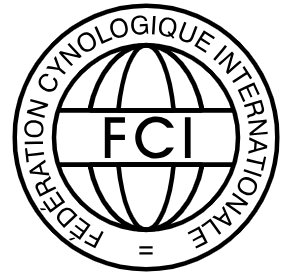 FÉDÉRATION CYNOLOGIQUE INTERNATIONALE
FCI
=